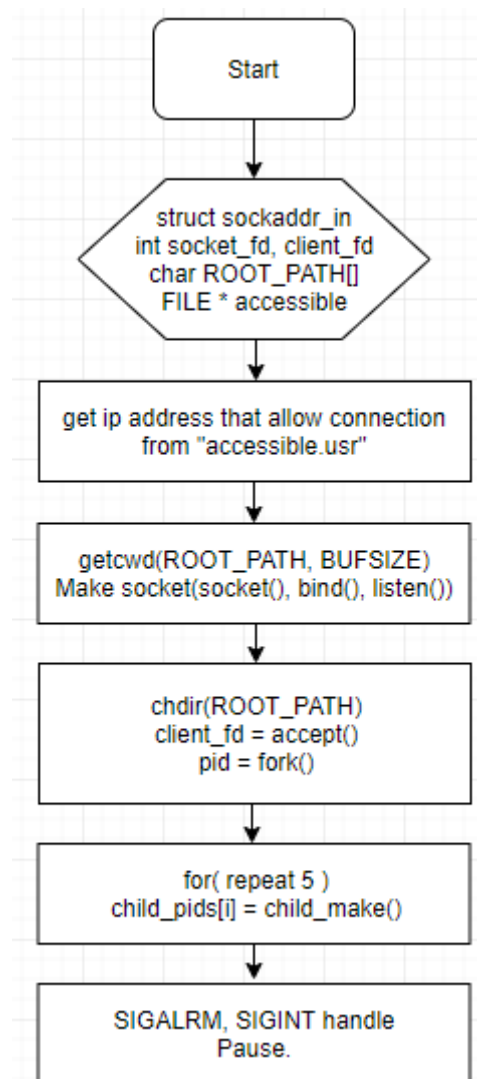 Start
struct sockaddr_in
int socket_fd, client_fd
char ROOT_PATH[]
FILE * accessible
get ip address that allow connection
from "accessible.usr"
getcwd(ROOT_PATH, BUFSIZE)
Make socket(socket(), bind(), listen())
chdir(ROOT_PATH)
client_fd = accept()
pid = fork()
for( repeat 5 )
child_pids[i] = child_make()
SIGALRM, SIGINT handle
Pause.